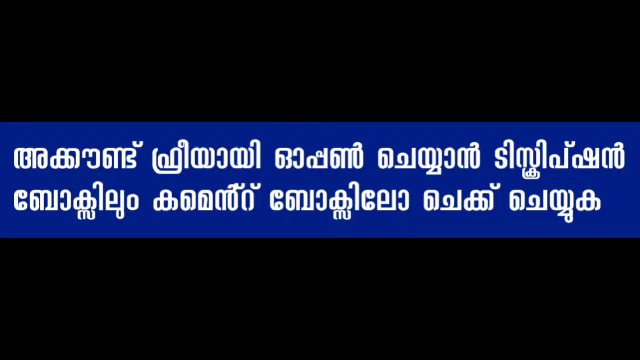 അക്കൗണ്ട് ഫ്രീയായി ഓപ്പൺ ചെയ്യാൻ ടിസ്ക്രിപ്ഷൻ
ബോക്സിലും കമെൻ്റ് ബോക്സിലോ ചെക്ക് ചെയ്യുക